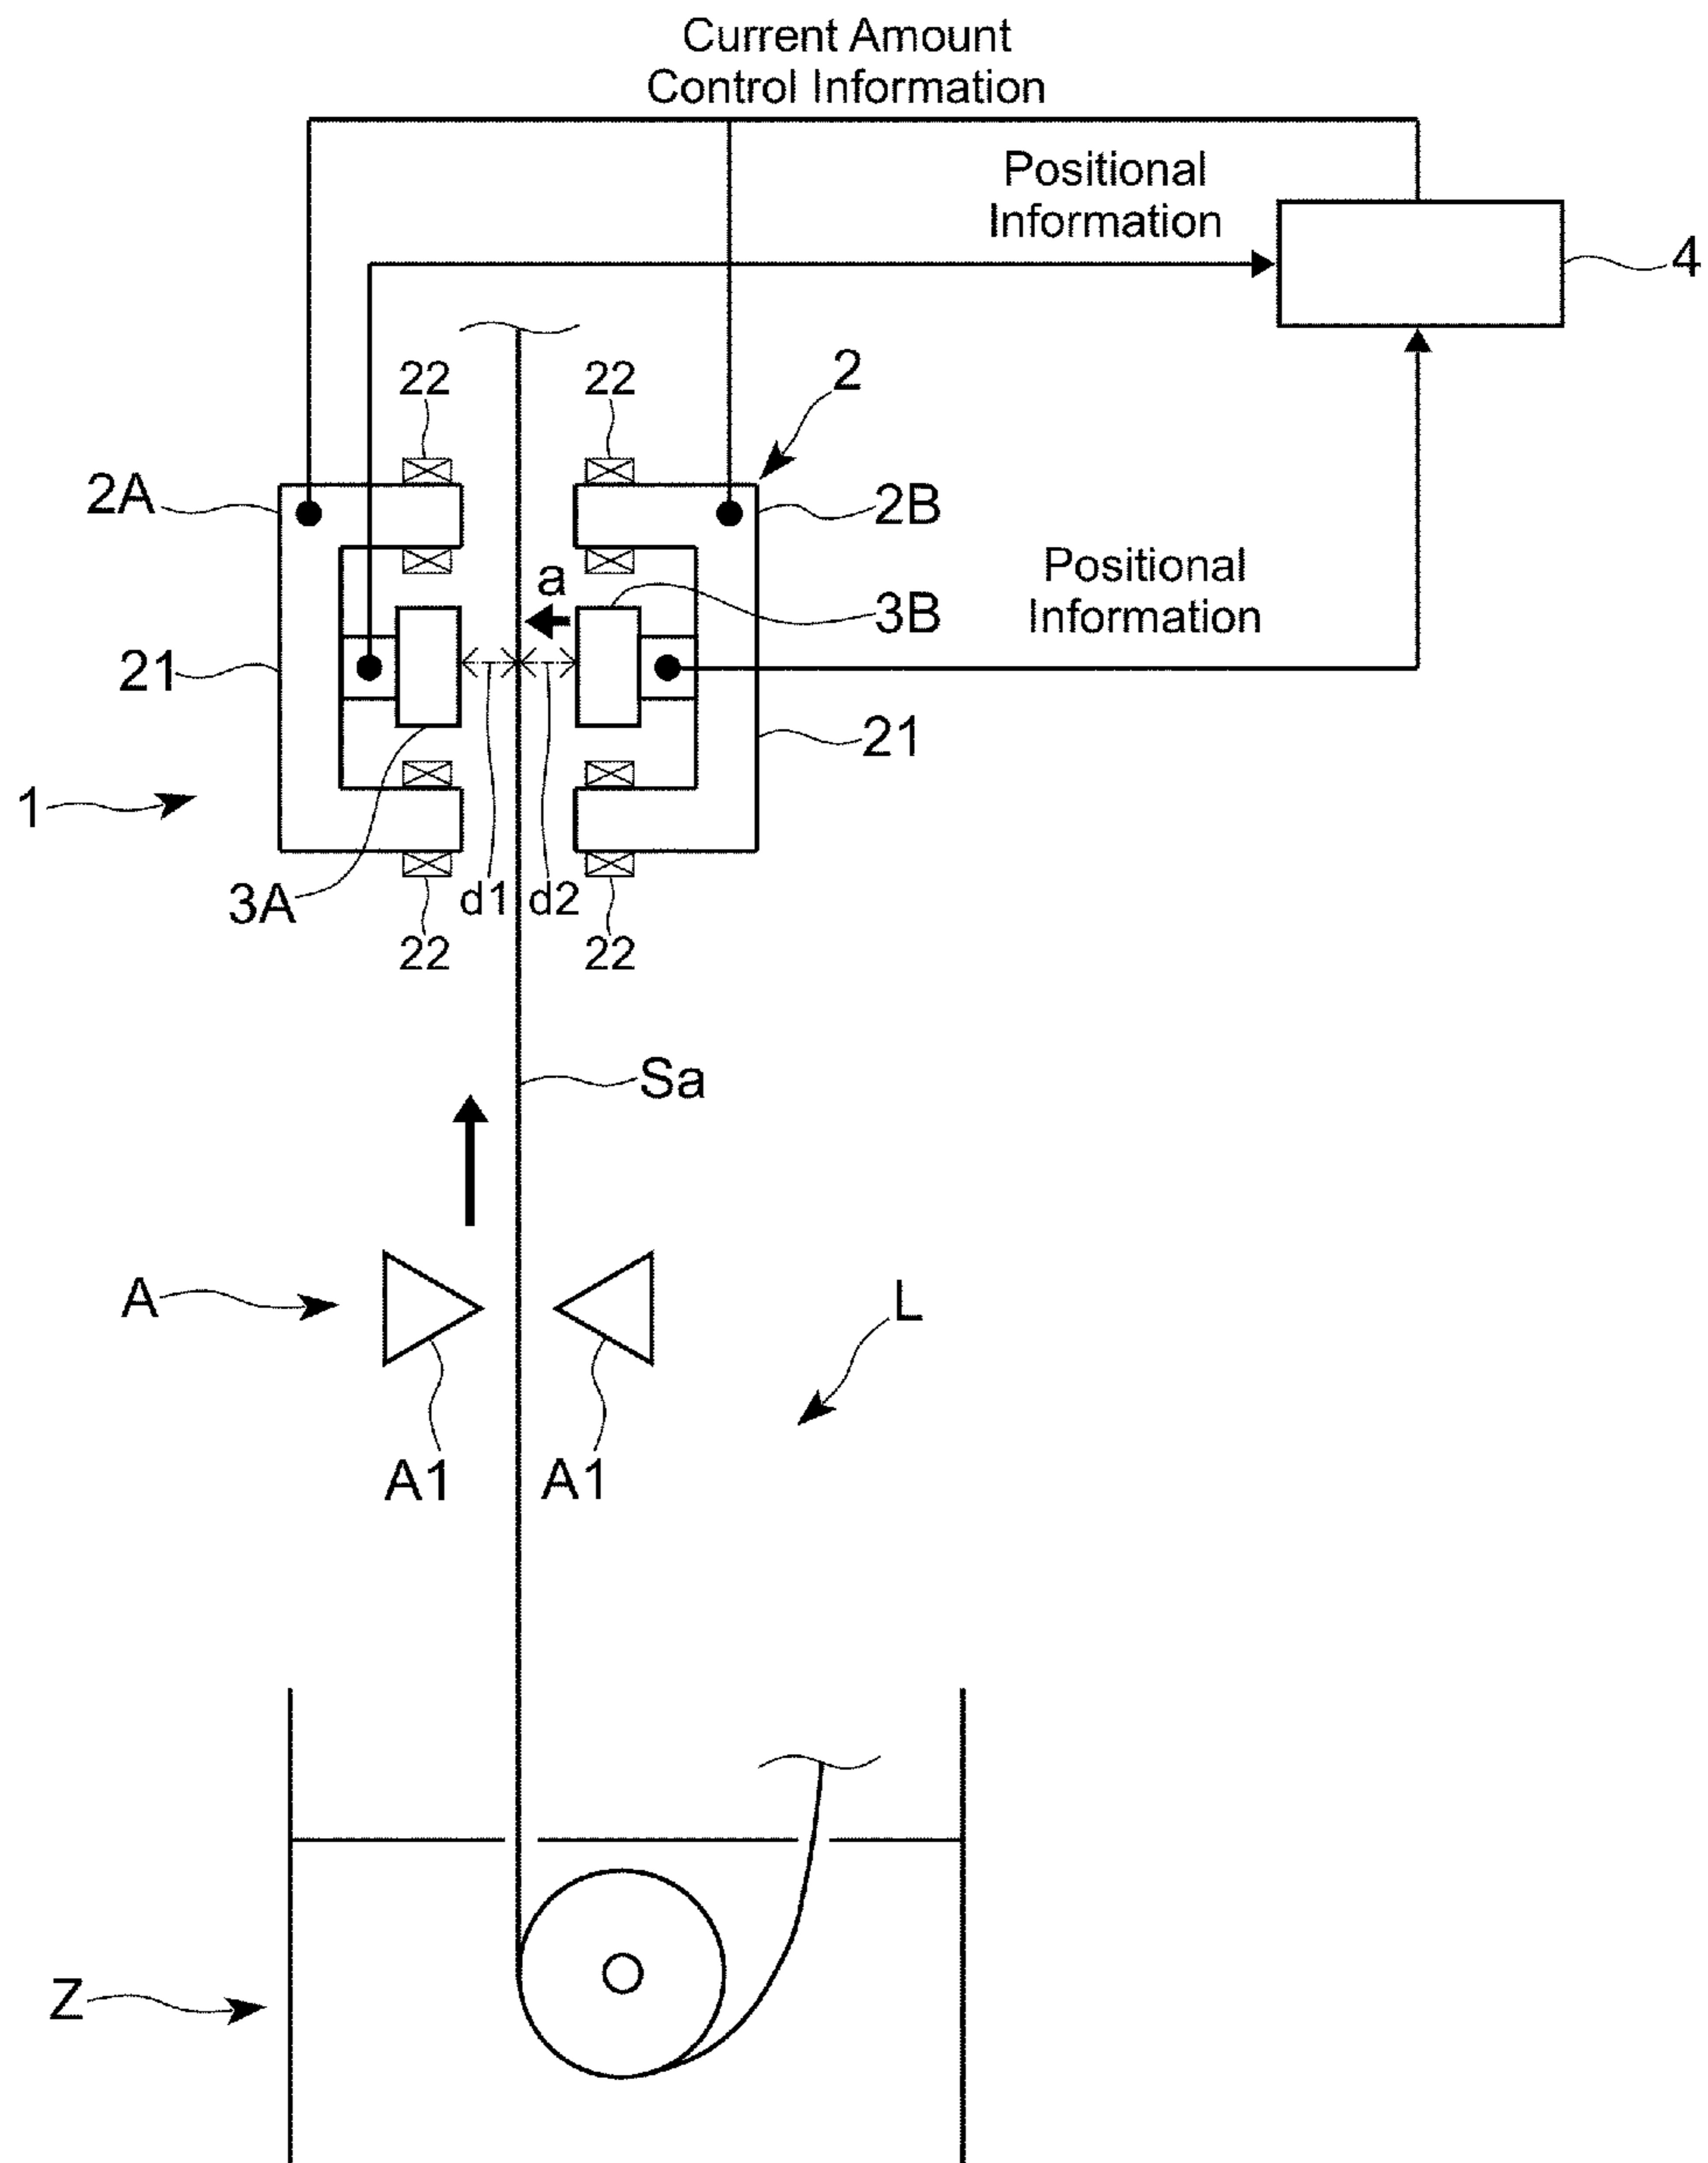 Current Amount
Control Information
Positional
Information
4
22
22
2
2A
2B
a
3B
Positional
Information
21
21
1
3A
d1
d2
22
22
Sa
A
L
A1
A1
Z